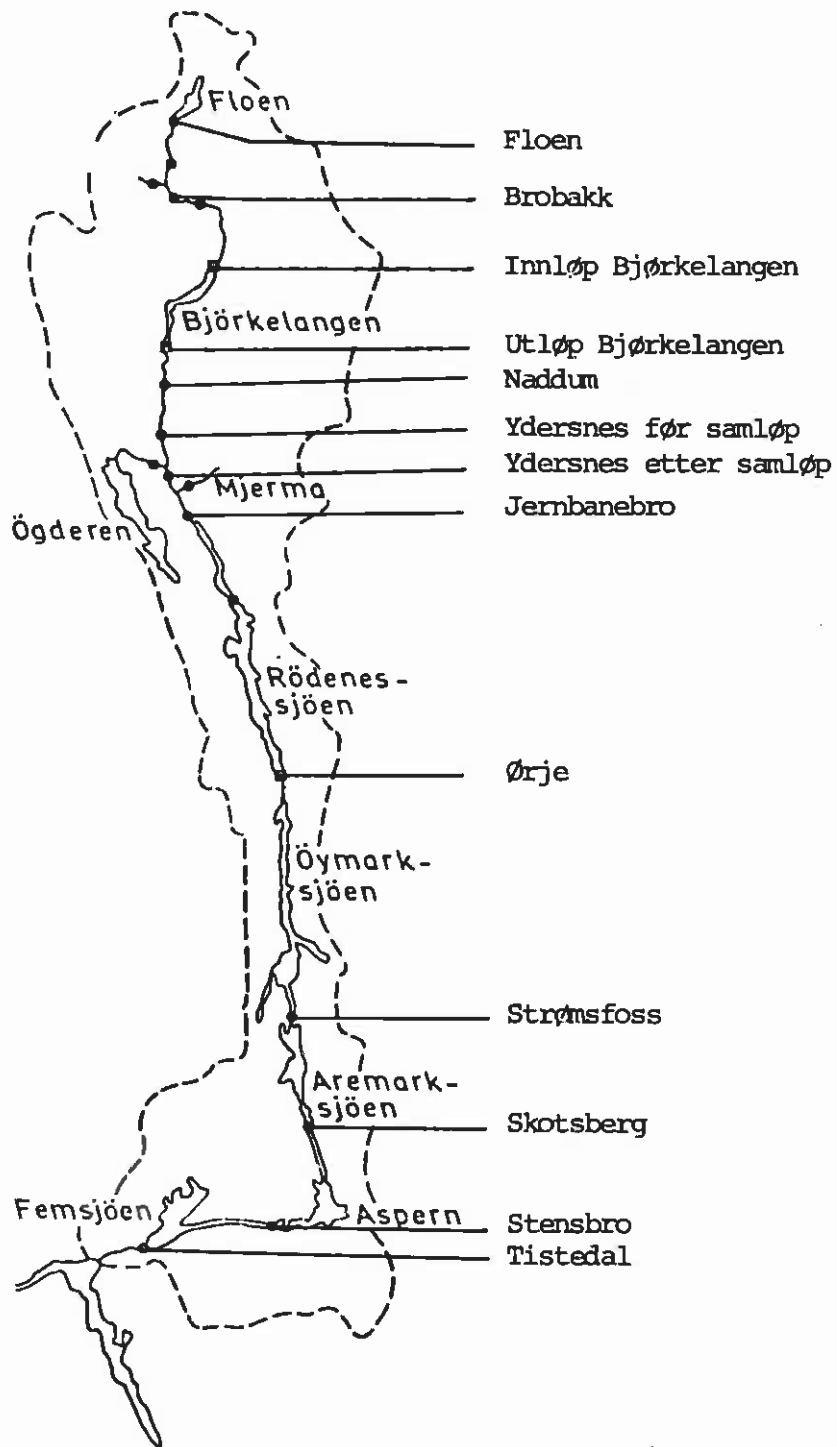 Floen
Floen
Brobakk
Innløp Bjørkelangen
Björkelangen
Utløp Bjørkelangen
Naddum
Ydersnes før samløp
Ydersnes etter samløp
Mjerma
Jernbanebro
Ögderen
Rödenes-
sjöen
Ørje
Öymark-
sjöen
Strømsfoss
Aremark-
sjöen
Skotsberg
Femsjöen
Aspern
Stensbro
Tistedal